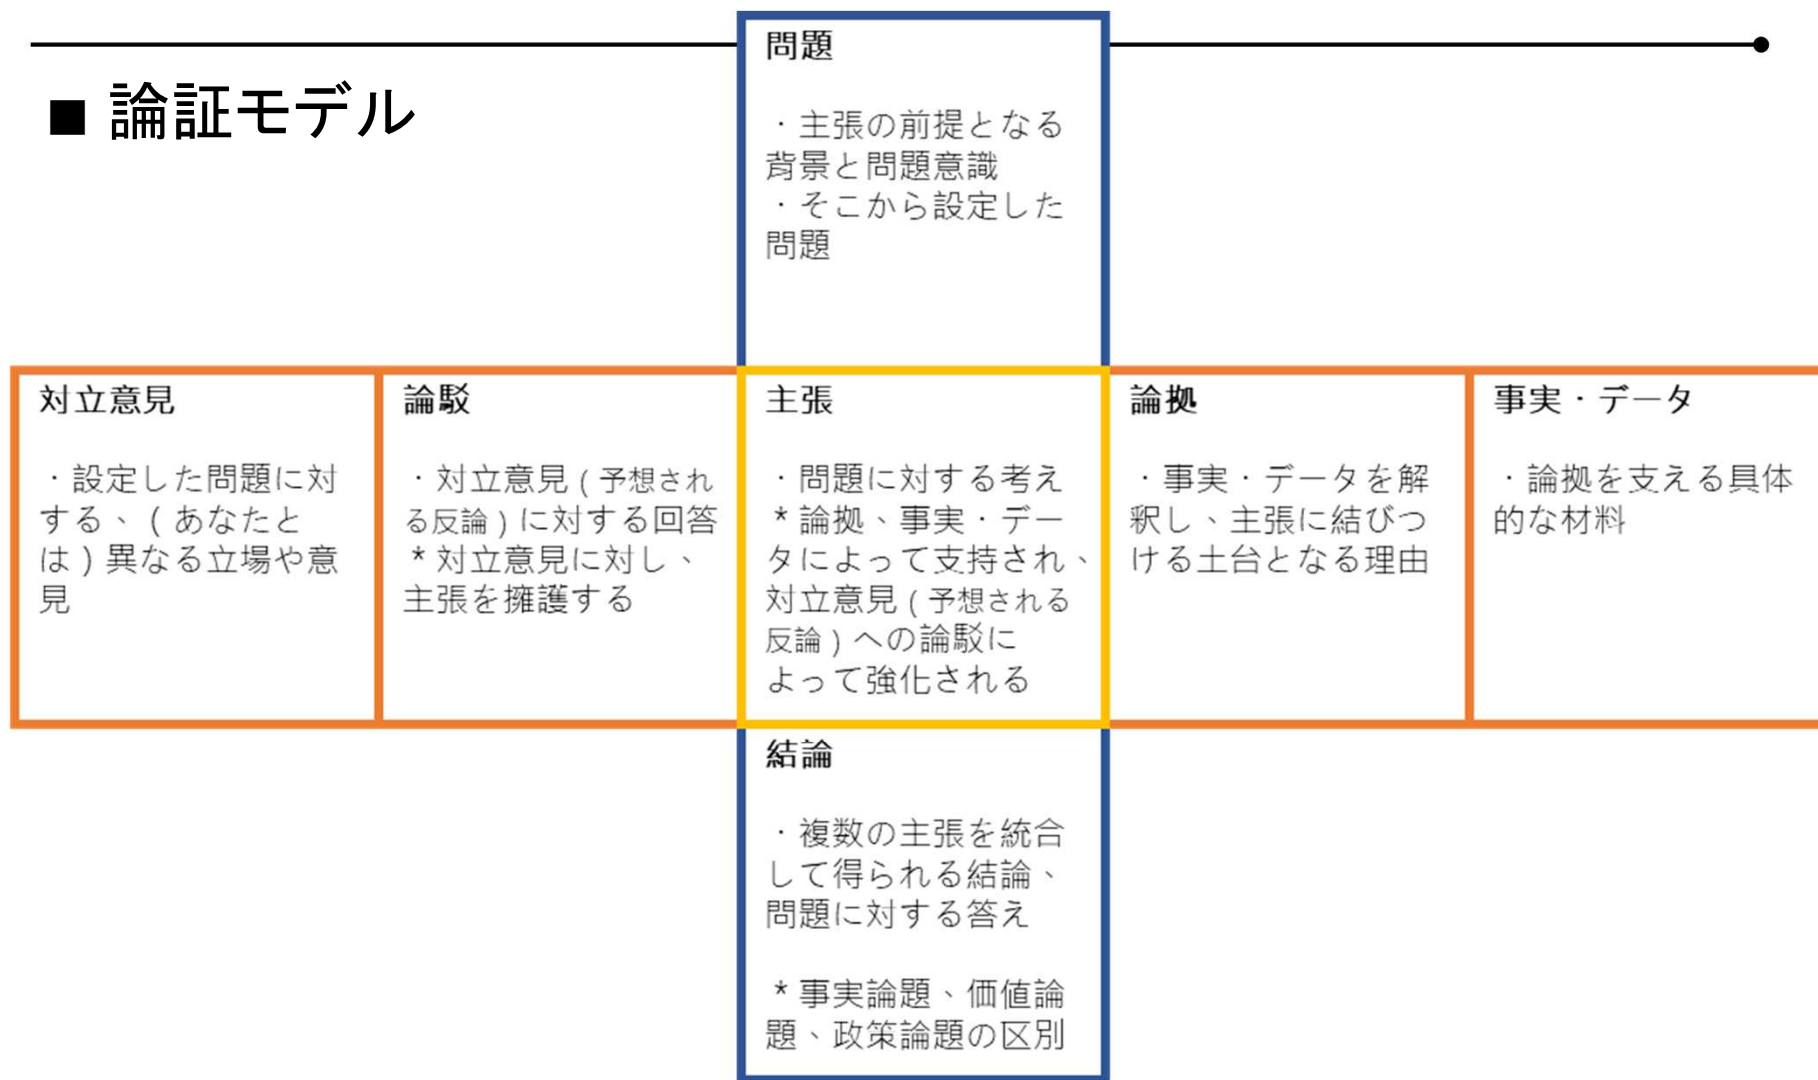 ■ 論証モデル
問題
・主張の前提となる
背景と問題意識
・そこから設定した
問題
対立意見
・設定した問題に対
する、(あなたと
は)異なる立場や意
見
論駁
・対立意見(予想され
る反論)に対する回答
*対立意見に対し、
主張を擁護する
主張
・問題に対する考え
*論拠、事実・デー
タによって支持され、
対立意見(予想される
反論)への論駁に
よって強化される
論拠
・事実・データを解
釈し、主張に結びつ
ける土台となる理由
事実・データ
・論拠を支える具体
的な材料
結論
・複数の主張を統合
して得られる結論、
問題に対する答え
*事実論題、価値論
題、政策論題の区別